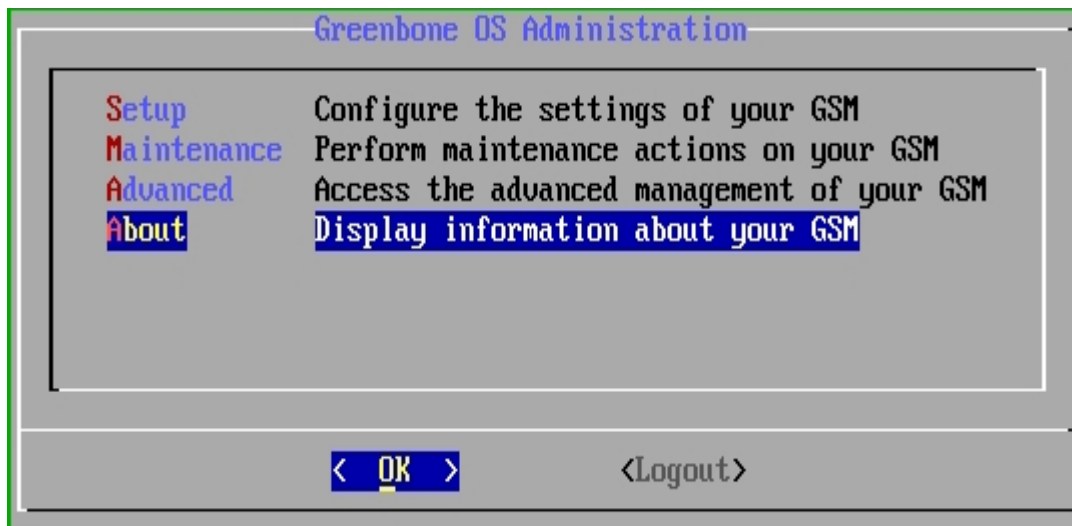 Greenbone OS Administration
Setup Configure the settings of your GSM
Maintenance Perform maintenance actions on your GSM
Advanced Access the advanced management of your GSM
About Display information about your GSM
< OK > <Logout>